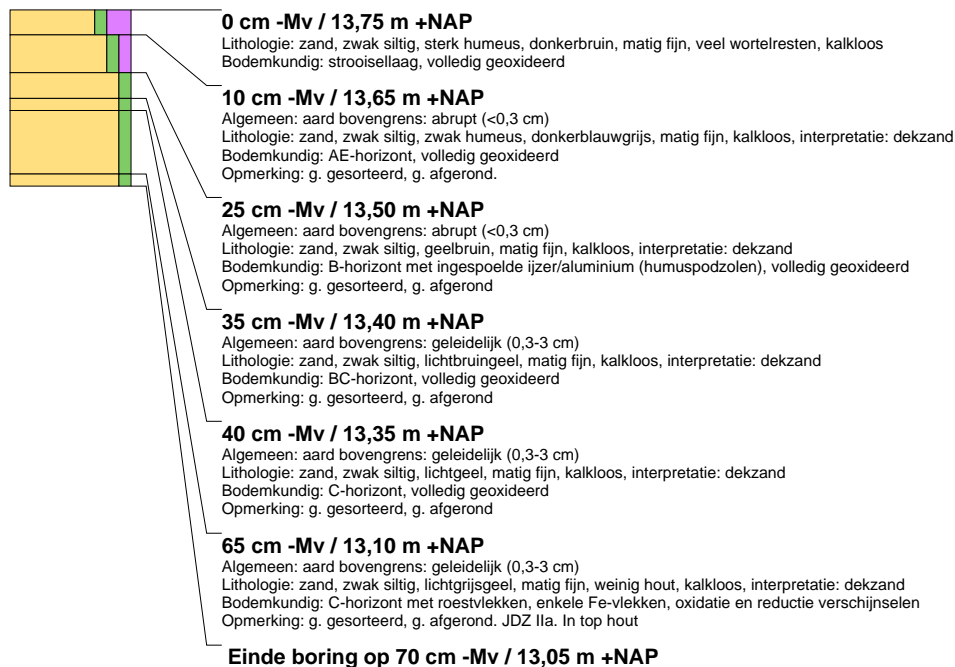 0 cm -Mv / 13,75 m +NAP
Lithologie: zand, zwak siltig, sterk humeus, donkerbruin, matig fijn, veel wortelresten, kalkloos
Bodemkundig: strooisellaag, volledig geoxideerd
10 cm -Mv / 13,65 m +NAP
Algemeen: aard bovengrens: abrupt (<0,3 cm)
Lithologie: zand, zwak siltig, zwak humeus, donkerblauwgrijs, matig fijn, kalkloos, interpretatie: dekzand
Bodemkundig: AE-horizont, volledig geoxideerd
Opmerking: g. gesorteerd, g. afgerond.
25 cm -Mv / 13,50 m +NAP
Algemeen: aard bovengrens: abrupt (<0,3 cm)
Lithologie: zand, zwak siltig, geelbruin, matig fijn, kalkloos, interpretatie: dekzand
Bodemkundig: B-horizont met ingespoelde ijzer/aluminium (humuspodzolen), volledig geoxideerd
Opmerking: g. gesorteerd, g. afgerond
35 cm -Mv / 13,40 m +NAP
Algemeen: aard bovengrens: geleidelijk (0,3-3 cm)
Lithologie: zand, zwak siltig, lichtbruingeel, matig fijn, kalkloos, interpretatie: dekzand
Bodemkundig: BC-horizont, volledig geoxideerd
Opmerking: g. gesorteerd, g. afgerond
40 cm -Mv / 13,35 m +NAP
Algemeen: aard bovengrens: geleidelijk (0,3-3 cm)
Lithologie: zand, zwak siltig, lichtgeel, matig fijn, kalkloos, interpretatie: dekzand
Bodemkundig: C-horizont, volledig geoxideerd
Opmerking: g. gesorteerd, g. afgerond
65 cm -Mv / 13,10 m +NAP
Algemeen: aard bovengrens: geleidelijk (0,3-3 cm)
Lithologie: zand, zwak siltig, lichtgrijsgeel, matig fijn, weinig hout, kalkloos, interpretatie: dekzand
Bodemkundig: C-horizont met roestvlekken, enkele Fe-vlekken, oxidatie en reductie verschijnselen
Opmerking: g. gesorteerd, g. afgerond. JDZ IIa. In top hout
Einde boring op 70 cm -Mv / 13,05 m +NAP